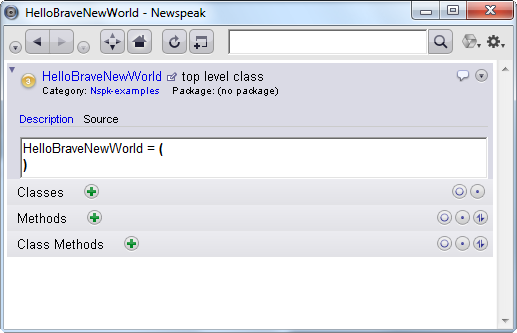 HelloBraveNewWorld - Newspeak
HelloBraveNewWorld top level class
Category: Nspk-examples Package: (no package)
Description Source
HelloBraveNewWorld = (
)
Classes
Methods
Class Methods